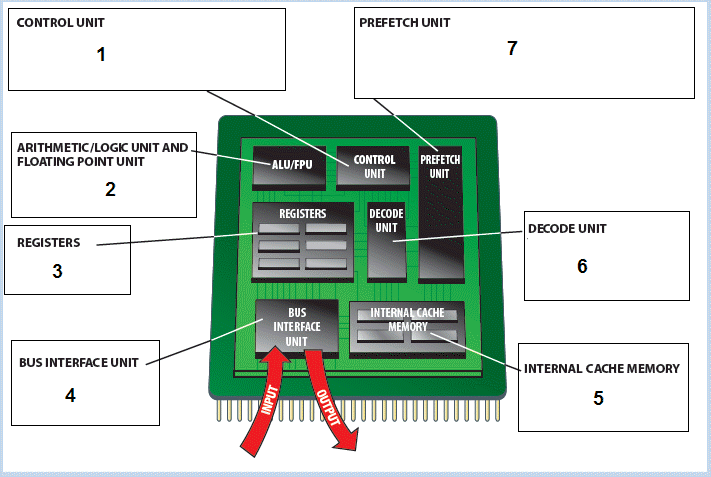 CONTROL UNIT
1
PREFETCH UNIT
7
ARITHMETIC/LOGIC UNIT AND
FLOATING POINT UNIT
2
ALU/FPU
CONTROL
UNIT
PREFETCH
UNIT
REGISTERS
3
REGISTERS
DECODE
UNIT
DECODE UNIT
6
BUS INTERFACE UNIT
4
BUS
INTERFACE
UNIT
INTERNAL CACHE
MEMORY
INTERNAL CACHE MEMORY
5
INPUT
OUTPUT